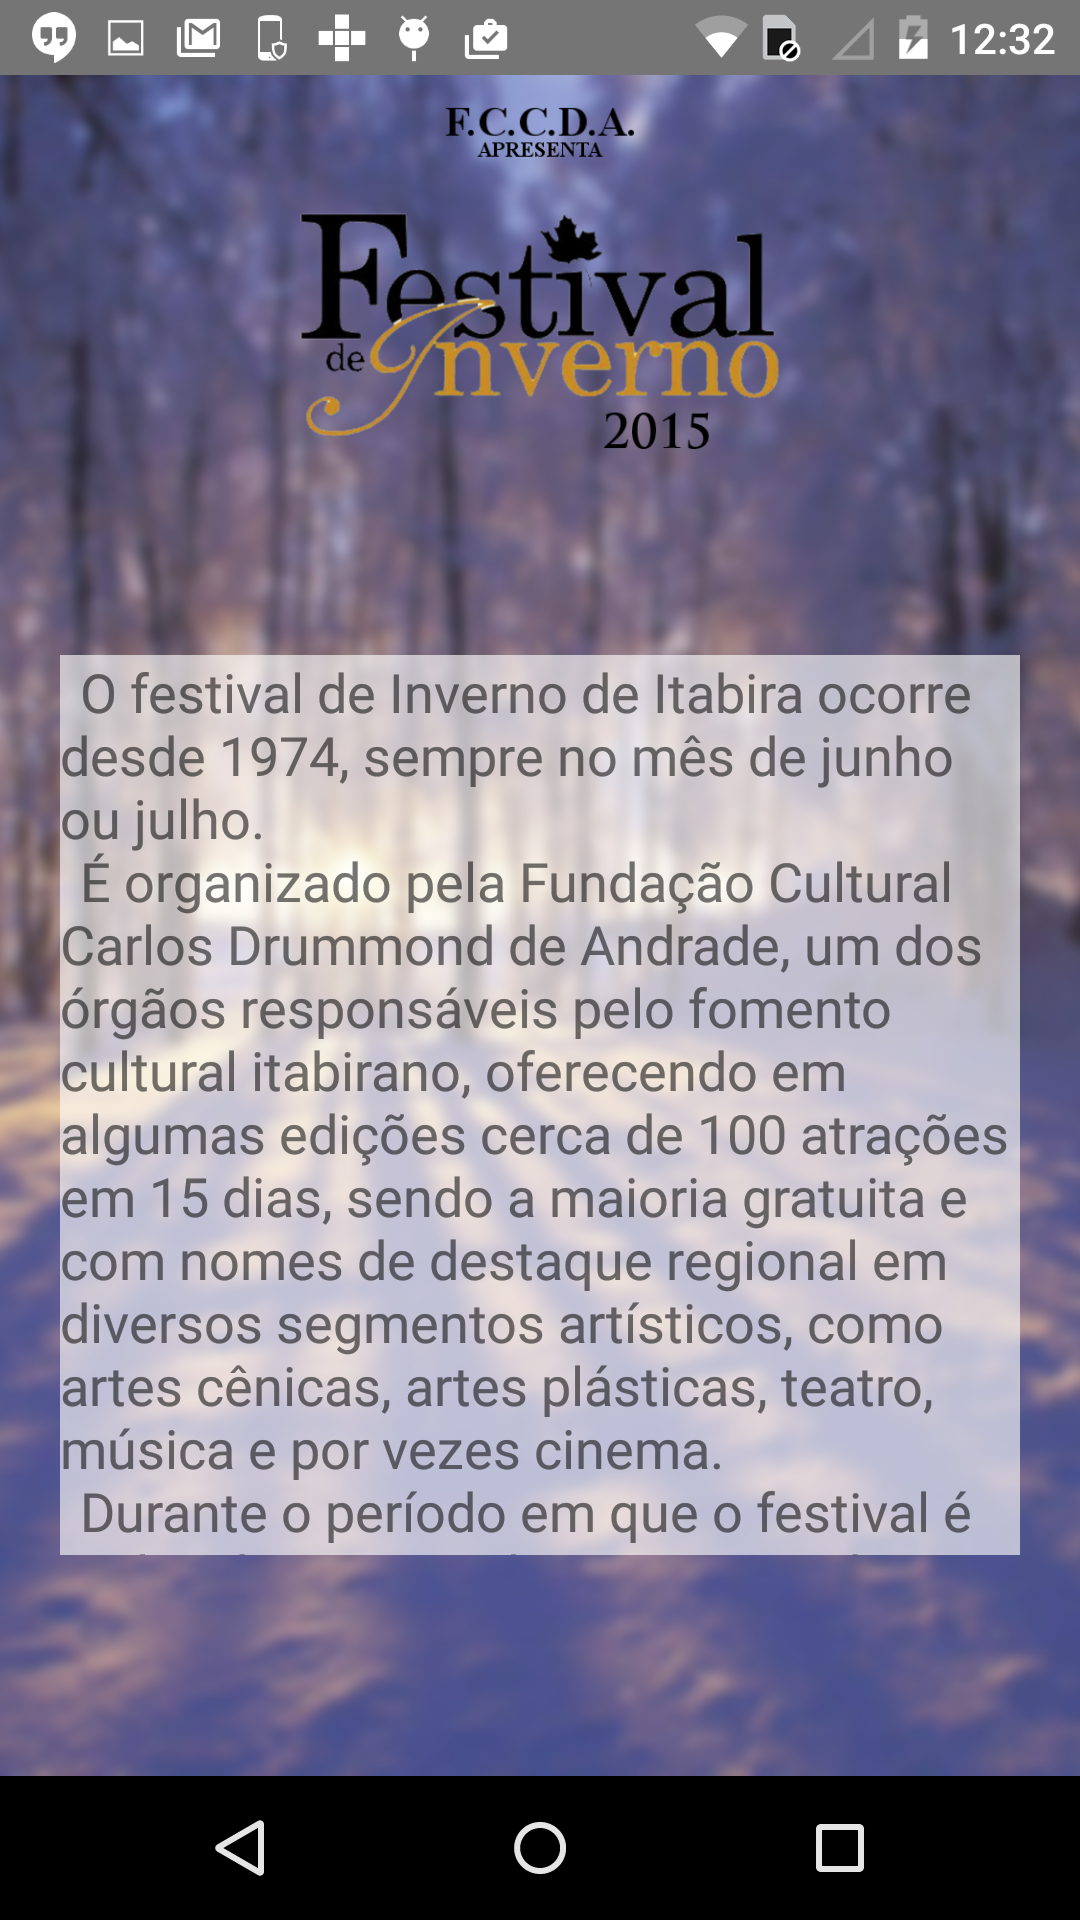 12:32
F.C.C.D.A.
APRESENTA
Festival
de Inverno
2015
O festival de Inverno de Itabira ocorre
desde 1974, sempre no mês de junho
ou julho.
É organizado pela Fundação Cultural
Carlos Drummond de Andrade, um dos
órgãos responsáveis pelo fomento
cultural itabirano, oferecendo em
algumas edições cerca de 100 atrações
em 15 dias, sendo a maioria gratuita e
com nomes de destaque regional em
diversos segmentos artísticos, como
artes cênicas, artes plásticas, teatro,
música e por vezes cinema.
Durante o período em que o festival é